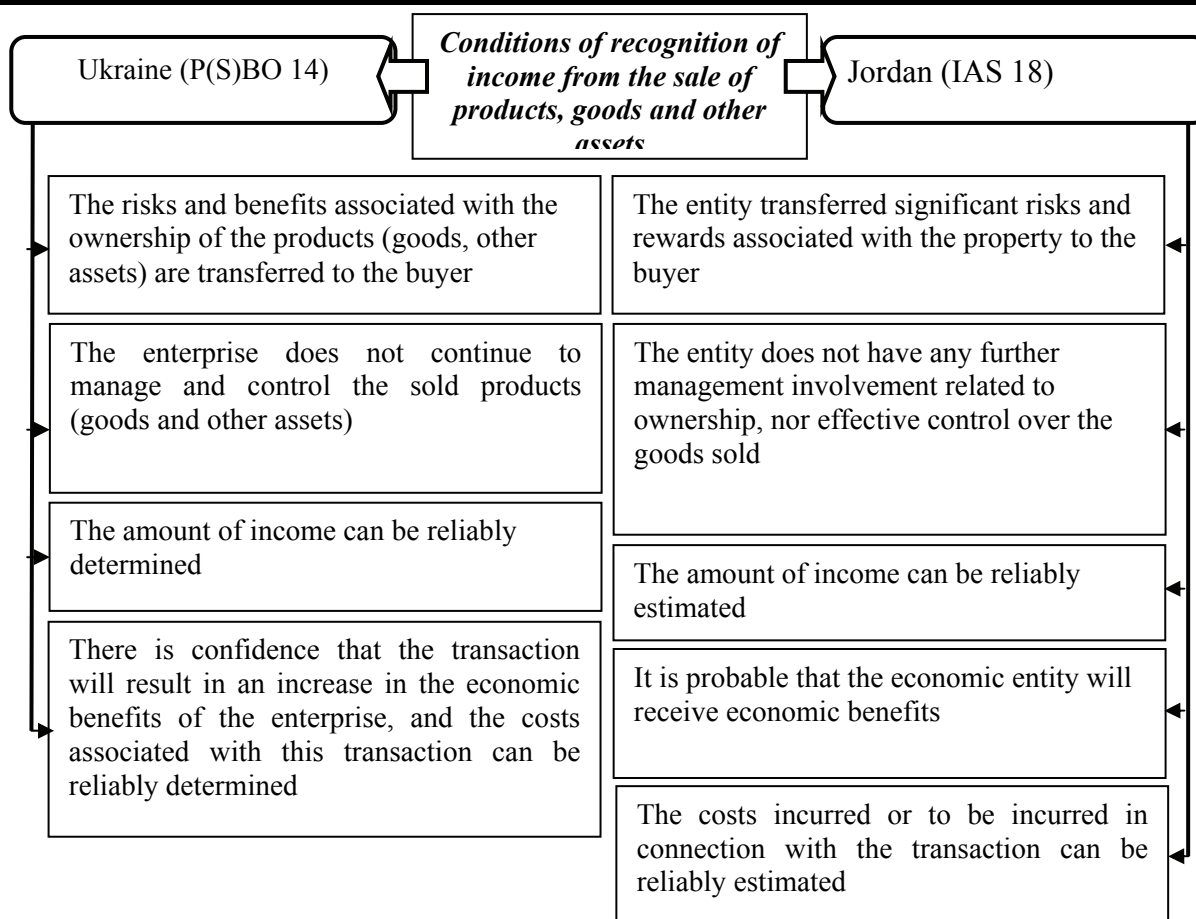 Conditions of recognition of
income from the sale of
products, goods and other
assets
Ukraine (P(S)BO 14)
Jordan (IAS 18)
The risks and benefits associated with the
ownership of the products (goods, other
assets) are transferred to the buyer
The enterprise does not continue to
manage and control the sold products
(goods and other assets)
The amount of income can be reliably
determined
There is confidence that the transaction
will result in an increase in the economic
benefits of the enterprise, and the costs
associated with this transaction can be
reliably determined
The entity transferred significant risks and
rewards associated with the property to the
buyer
The entity does not have any further
management involvement related to
ownership, nor effective control over the
goods sold
The amount of income can be reliably
estimated
It is probable that the economic entity will
receive economic benefits
The costs incurred or to be incurred in
connection with the transaction can be
reliably estimated